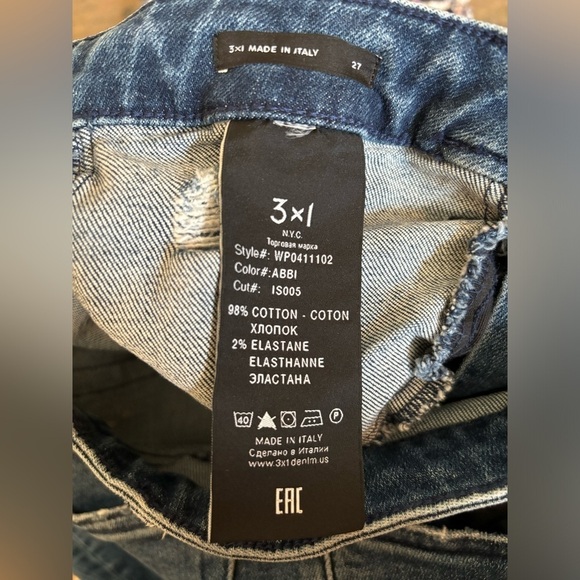 3x1 MADE IN ITALY
27
3x1
N.Y.C.
Торговая марка
Style#: WP0411102
Color#: ABBI
Cut#: IS005
98% COTTON - COTON
ХЛОПОК
2% ELASTANE
ELASTHANNE
ЭЛАСТАНА
40 P
MADE IN ITALY
Сделано в Италии
www.3x1denim.us
EAC